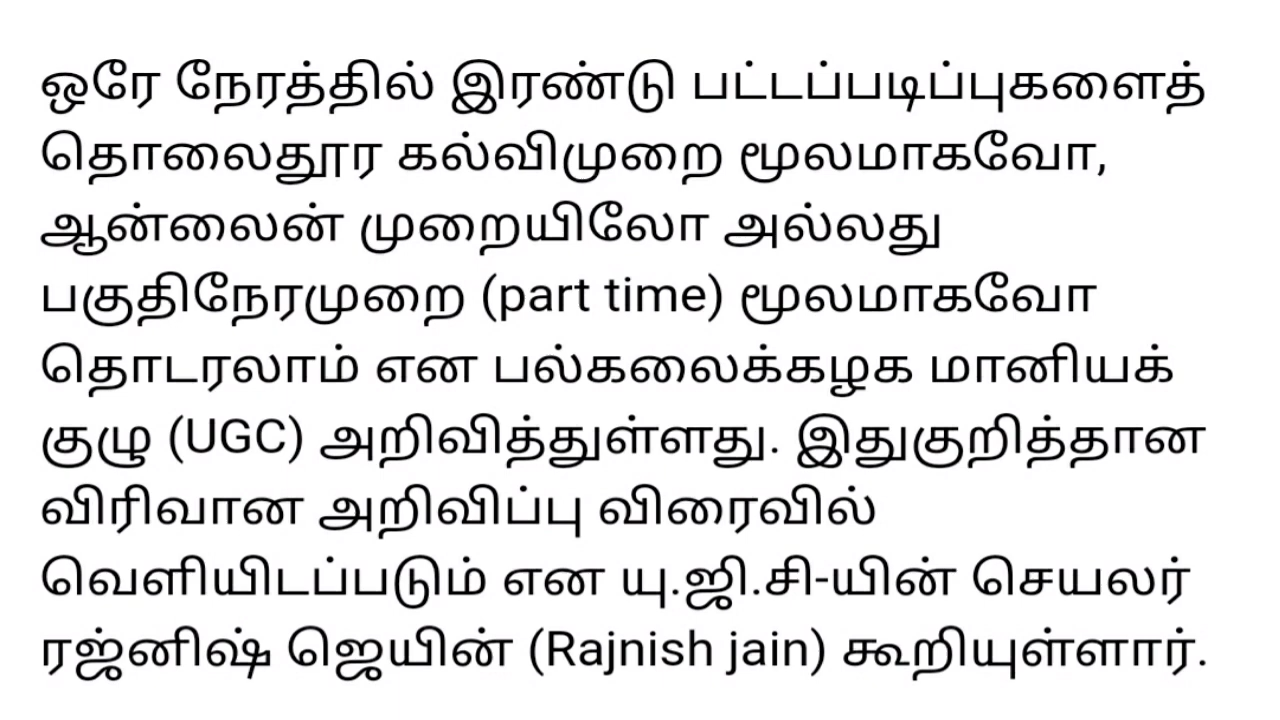 ஒரே நேரத்தில் இரண்டு பட்டப்படிப்புகளைத்
தொலைதூர கல்விமுறை மூலமாகவோ,
ஆன்லைன் முறையிலோ அல்லது
பகுதிநேரமுறை (part time) மூலமாகவோ
தொடரலாம் என பல்கலைக்கழக மானியக்
குழு (UGC) அறிவித்துள்ளது. இதுகுறித்தான
விரிவான அறிவிப்பு விரைவில்
வெளியிடப்படும் என யு.ஜி.சி-யின் செயலர்
ரஜ்னிஷ் ஜெயின் (Rajnish jain) கூறியுள்ளார்.